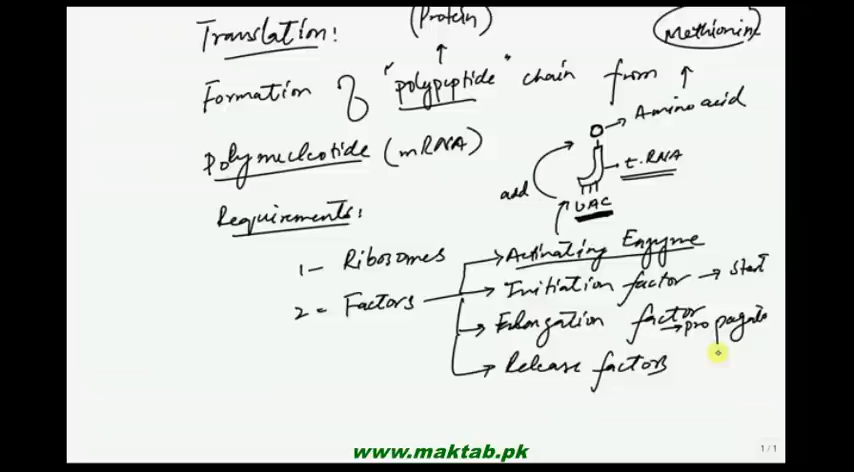 (Protein)
Translation:
Methionine
Formation of "polypeptide" chain from
Amino acid
Polynucleotide (mRNA)
t.RNA
add
UAC
Requirements:
1- Ribosomes
Activating Enzyme
2- Factors
Initiation factor → start
Elongation factor
→ propagate
Release factors
www.maktab.pk
1/1